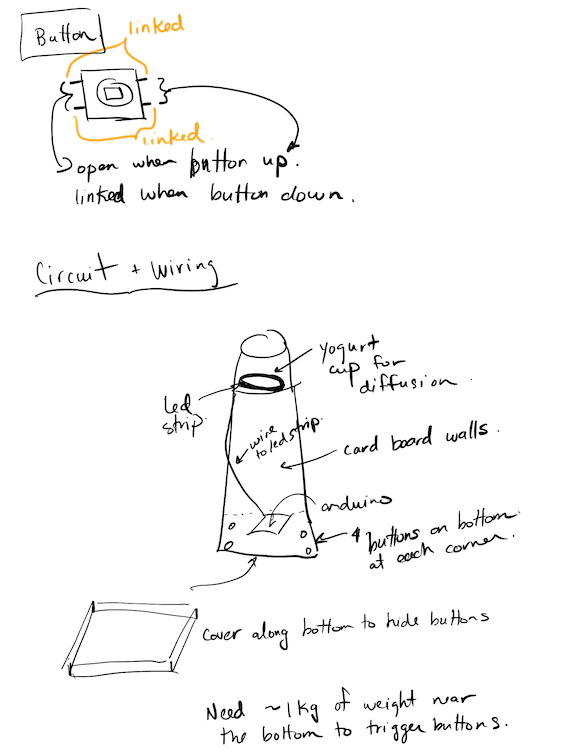 Button
linked
linked
open when button up.
linked when button down.
Circuit + Wiring
yogurt
cup for
diffusion.
led
strip.
wire
to led strip.
card board walls.
arduino
4 buttons on bottom
at each corner.
cover along bottom to hide buttons
Need ~1kg of weight near
the bottom to trigger buttons.